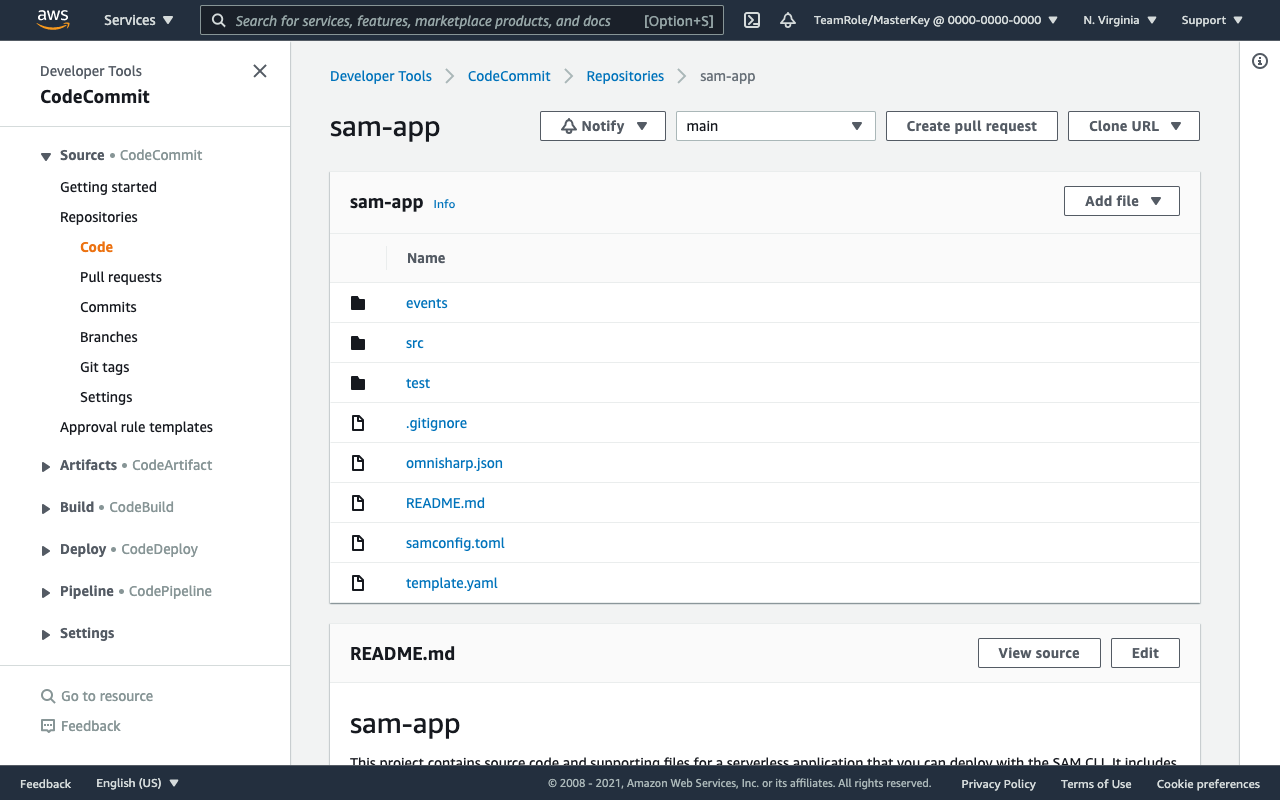 aws Services Search for services, features, marketplace products, and docs [Option+S] TeamRole/MasterKey @ 0000-0000-0000 N. Virginia Support
Developer Tools
CodeCommit
Source • CodeCommit
Getting started
Repositories
Code
Pull requests
Commits
Branches
Git tags
Settings
Approval rule templates
Artifacts • CodeArtifact
Build • CodeBuild
Deploy • CodeDeploy
Pipeline • CodePipeline
Settings
Go to resource
Feedback
Developer Tools CodeCommit Repositories sam-app
sam-app Notify main Create pull request Clone URL
sam-app Info Add file
Name
events
src
test
.gitignore
omnisharp.json
README.md
samconfig.toml
template.yaml
README.md View source Edit
sam-app
This project contains source code and supporting files for a serverless application that you can deploy with the SAM CLI. It includes
Feedback English (US) © 2008 - 2021, Amazon Web Services, Inc. or its affiliates. All rights reserved. Privacy Policy Terms of Use Cookie preferences